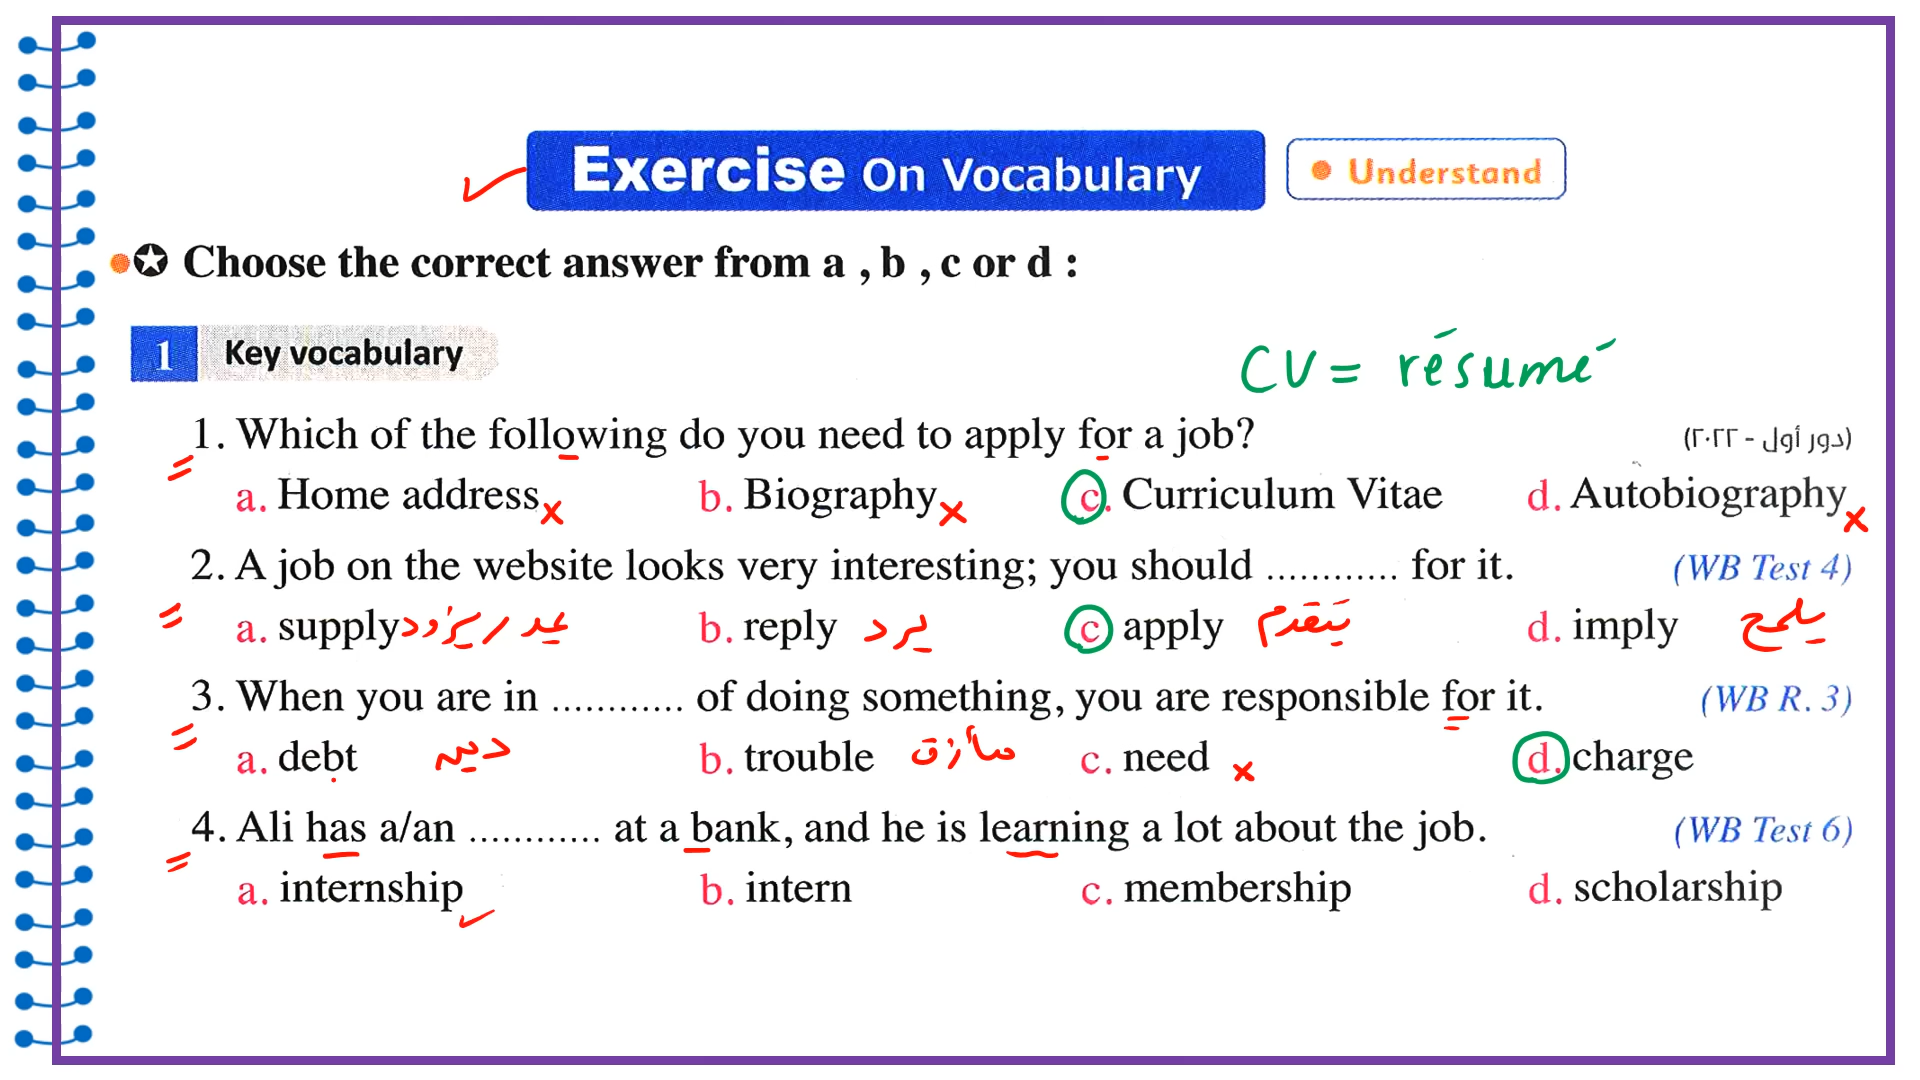 Exercise On Vocabulary
• Understand
Choose the correct answer from a , b , c or d :
1 Key vocabulary
CV = résumé
1. Which of the following do you need to apply for a job? (دور أول - ٢٠٢٢)
a. Home address x b. Biography x c. Curriculum Vitae d. Autobiography x
2. A job on the website looks very interesting; you should ............ for it. (WB Test 4)
a. supply يمد / يزود b. reply يرد c. apply يتقدم d. imply يلمح
3. When you are in ............ of doing something, you are responsible for it. (WB R. 3)
a. debt دين b. trouble مأزق c. need x d. charge
4. Ali has a/an ............ at a bank, and he is learning a lot about the job. (WB Test 6)
a. internship b. intern c. membership d. scholarship